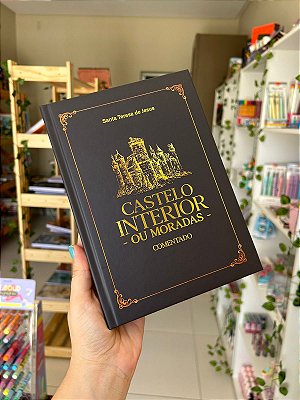 Santa Teresa de Jesus
CASTELO
INTERIOR
- OU MORADAS -
COMENTADO